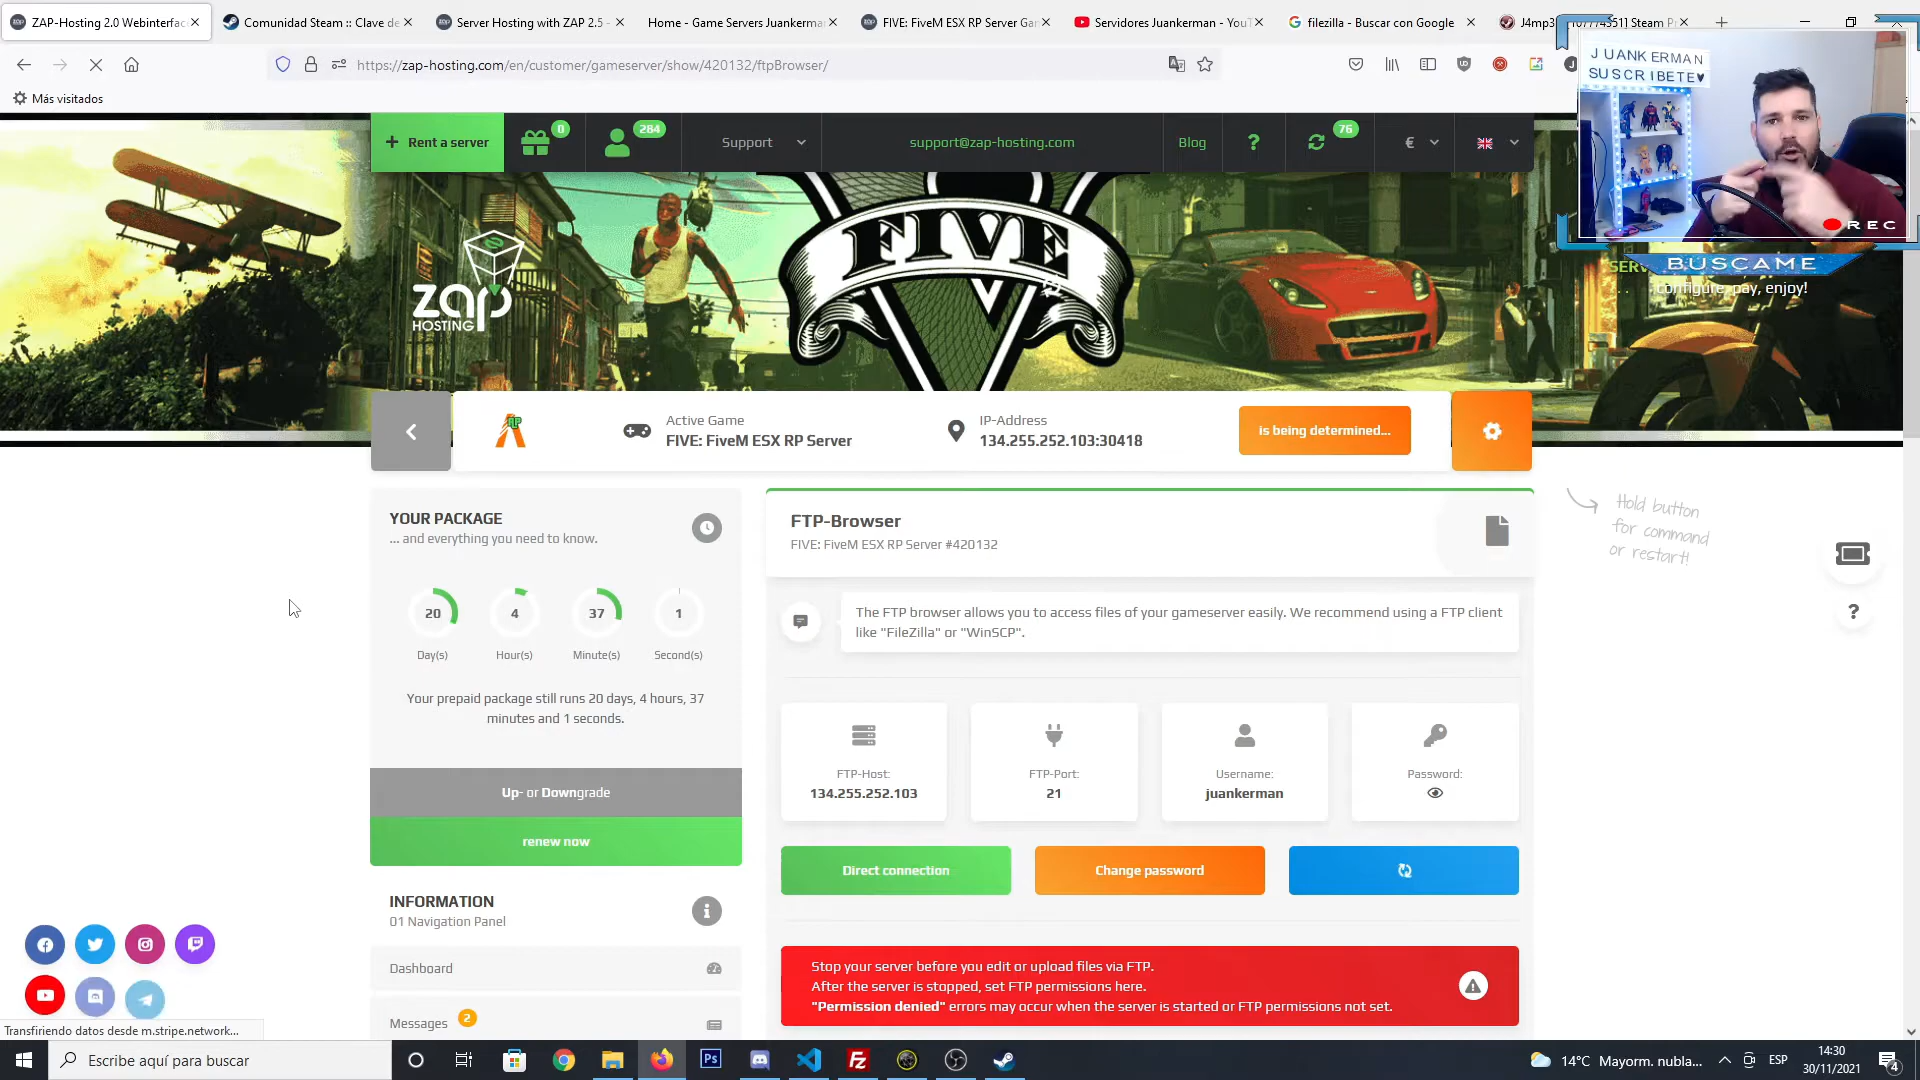 ZAP-Hosting 2.0 Webinterfac
Comunidad Steam :: Clave de
Server Hosting with ZAP 2.5 -
Home - Game Servers Juankerman
FIVE: FiveM ESX RP Server Ga
Servidores Juankerman - YouT
filezilla - Buscar con Google
https://zap-hosting.com/en/customer/gameserver/show/420132/ftpBrowser/
Más visitados
JUANKERMAN
SUSCRIBETE♥
REC
BUSCAME
configure, pay, enjoy!
+ Rent a server
0
284
Support
support@zap-hosting.com
Blog
?
76
€
FIVE
V
zap
HOSTING
RP
Active Game
FIVE: FiveM ESX RP Server
IP-Address
134.255.252.103:30418
is being determined...
Hold button
for command
or restart!
YOUR PACKAGE
... and everything you need to know.
20
4
37
1
Day(s)
Hour(s)
Minute(s)
Second(s)
Your prepaid package still runs 20 days, 4 hours, 37
minutes and 1 seconds.
Up- or Downgrade
renew now
INFORMATION
01 Navigation Panel
Dashboard
Messages
2
FTP-Browser
FIVE: FiveM ESX RP Server #420132
The FTP browser allows you to access files of your gameserver easily. We recommend using a FTP client
like "FileZilla" or "WinSCP".
FTP-Host:
134.255.252.103
FTP-Port:
21
Username:
juankerman
Password:
Direct connection
Change password
Stop your server before you edit or upload files via FTP.
After the server is stopped, set FTP permissions here.
"Permission denied" errors may occur when the server is started or FTP permissions not set.
?
Transfiriendo datos desde m.stripe.network...
Escribe aquí para buscar
Ps
Fz
14°C Mayorm. nubla...
ESP
14:30
30/11/2021
4